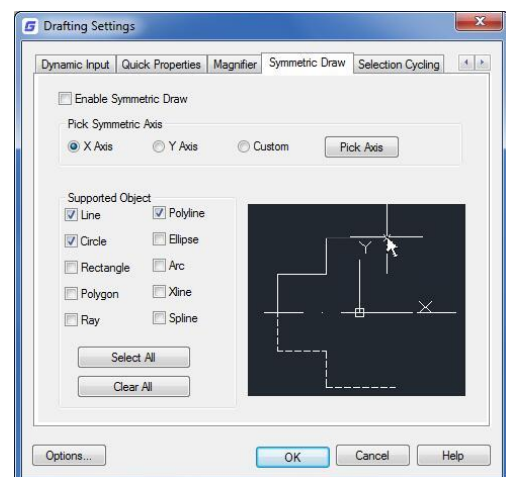 Drafting Settings
Dynamic Input Quick Properties Magnifier Symmetric Draw Selection Cycling
Enable Symmetric Draw
Pick Symmetric Axis
X Axis Y Axis Custom Pick Axis
Supported Object
Line Polyline
Circle Ellipse
Rectangle Arc
Polygon Xline
Ray Spline
Select All
Clear All
Y
X
Options... OK Cancel Help